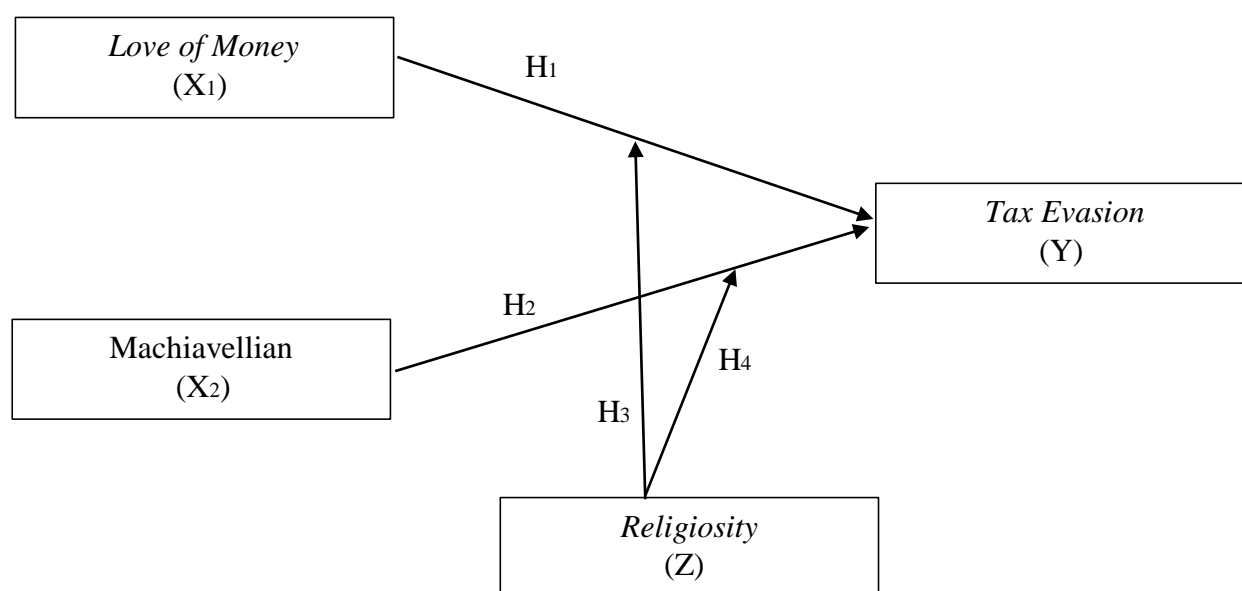 Love of Money
(X1)
H1
Tax Evasion
(Y)
H2
Machiavellian
(X2)
H4
H3
Religiosity
(Z)